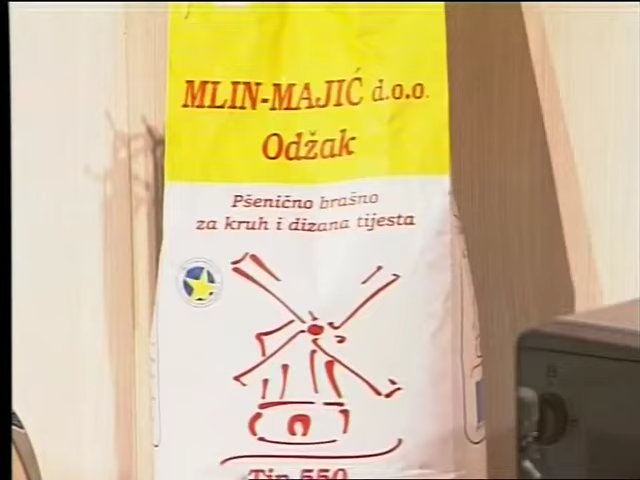 MLIN-MAJIĆ d.o.o.
Odžak
Pšenično brašno
za kruh i dizana tijesta
Tip 550